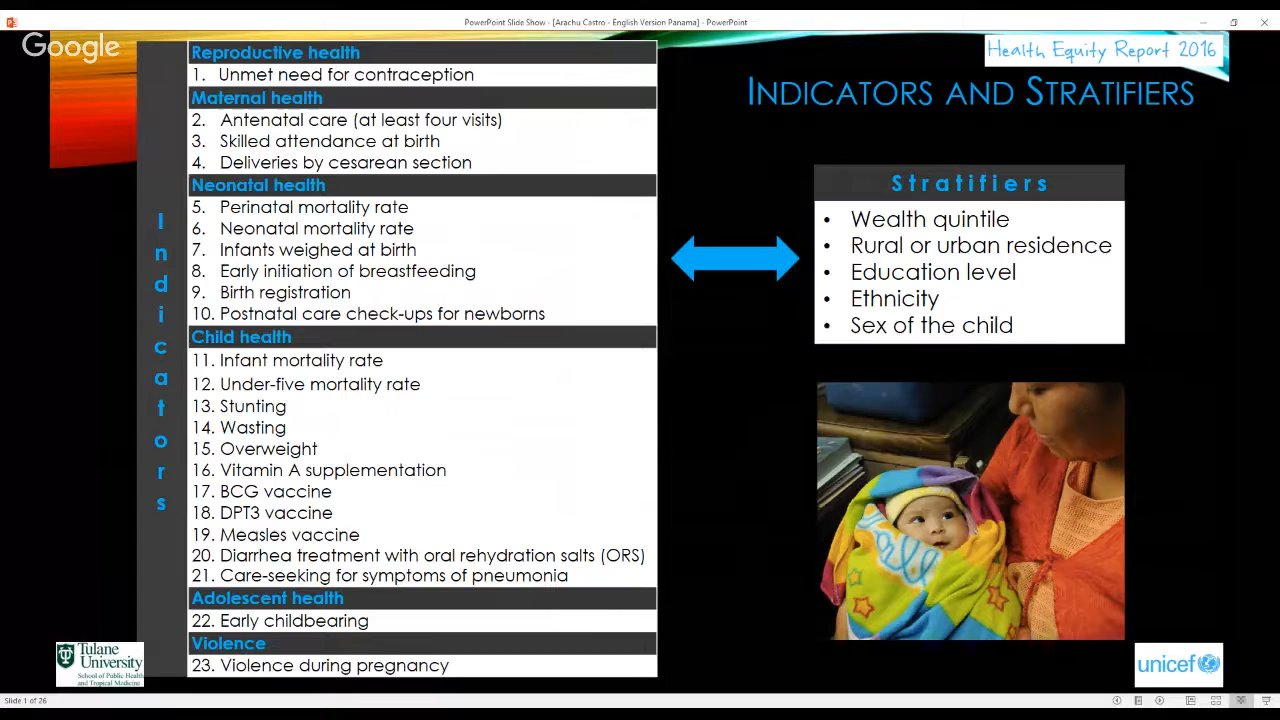 PowerPoint Slide Show - [Arachu Castro - English Version Panama] - PowerPoint
Google
Health Equity Report 2016
INDICATORS AND STRATIFIERS
Indicators
Reproductive health
1. Unmet need for contraception
Maternal health
2. Antenatal care (at least four visits)
3. Skilled attendance at birth
4. Deliveries by cesarean section
Neonatal health
5. Perinatal mortality rate
6. Neonatal mortality rate
7. Infants weighed at birth
8. Early initiation of breastfeeding
9. Birth registration
10. Postnatal care check-ups for newborns
Child health
11. Infant mortality rate
12. Under-five mortality rate
13. Stunting
14. Wasting
15. Overweight
16. Vitamin A supplementation
17. BCG vaccine
18. DPT3 vaccine
19. Measles vaccine
20. Diarrhea treatment with oral rehydration salts (ORS)
21. Care-seeking for symptoms of pneumonia
Adolescent health
22. Early childbearing
Violence
23. Violence during pregnancy
Stratifiers
• Wealth quintile
• Rural or urban residence
• Education level
• Ethnicity
• Sex of the child
Tulane
University
School of Public Health
and Tropical Medicine
unicef
Slide 1 of 26